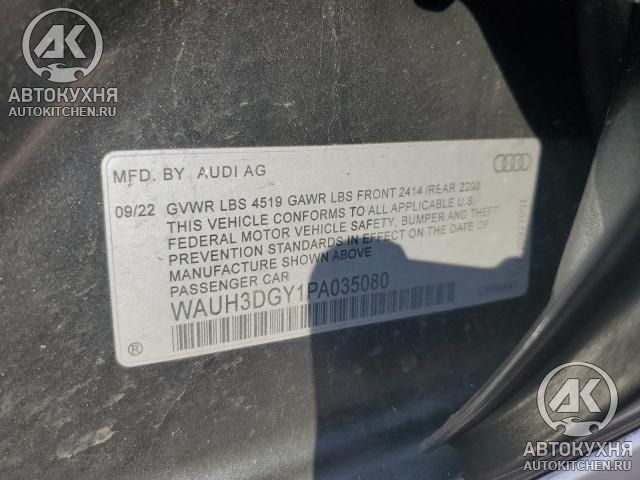 AK
АВТОКУХНЯ
AUTOKITCHEN.RU
MFD. BY AUDI AG
09/22 GVWR LBS 4519 GAWR LBS FRONT 2414 /REAR 2293
THIS VEHICLE CONFORMS TO ALL APPLICABLE U.S.
FEDERAL MOTOR VEHICLE SAFETY, BUMPER AND THEFT
PREVENTION STANDARDS IN EFFECT ON THE DATE OF
MANUFACTURE SHOWN ABOVE
PASSENGER CAR
WAUH3DGY1PA035080
®
AK
АВТОКУХНЯ
AUTOKITCHEN.RU